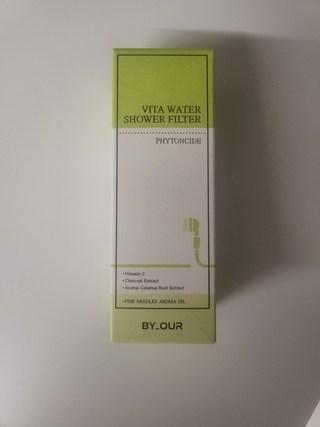 VITA WATER
SHOWER FILTER
PHYTONCIDE
•Vitamin C
•Charcoal Extract
•Acorus Calamus Root Extract
•PINE NEEDLES AROMA OIL
BY_OUR